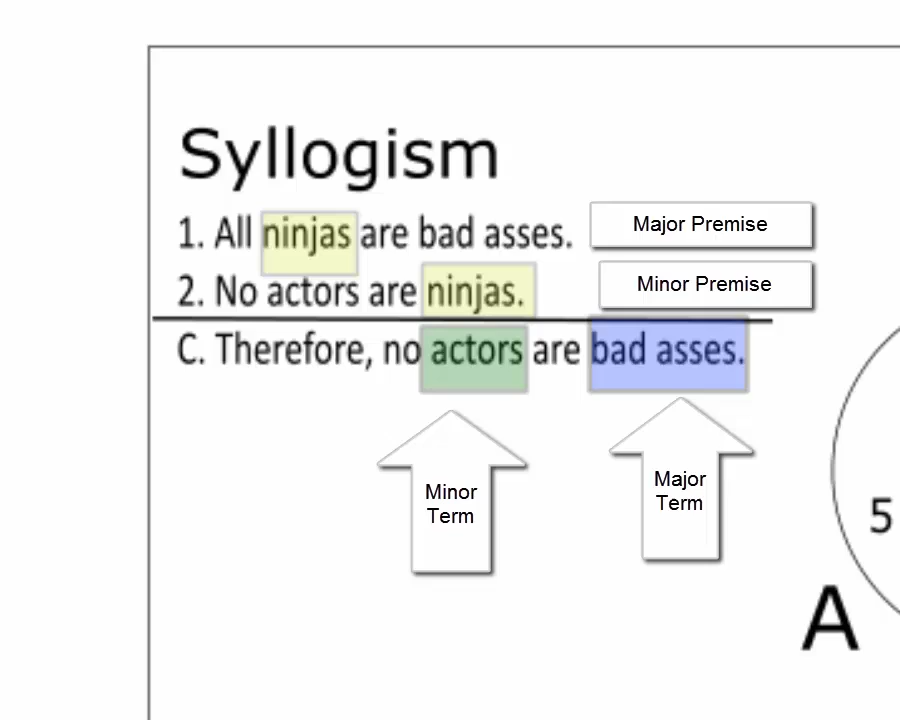 Syllogism
1. All ninjas are bad asses.
Major Premise
2. No actors are ninjas.
Minor Premise
C. Therefore, no actors are bad asses.
Minor
Term
Major
Term
5
A